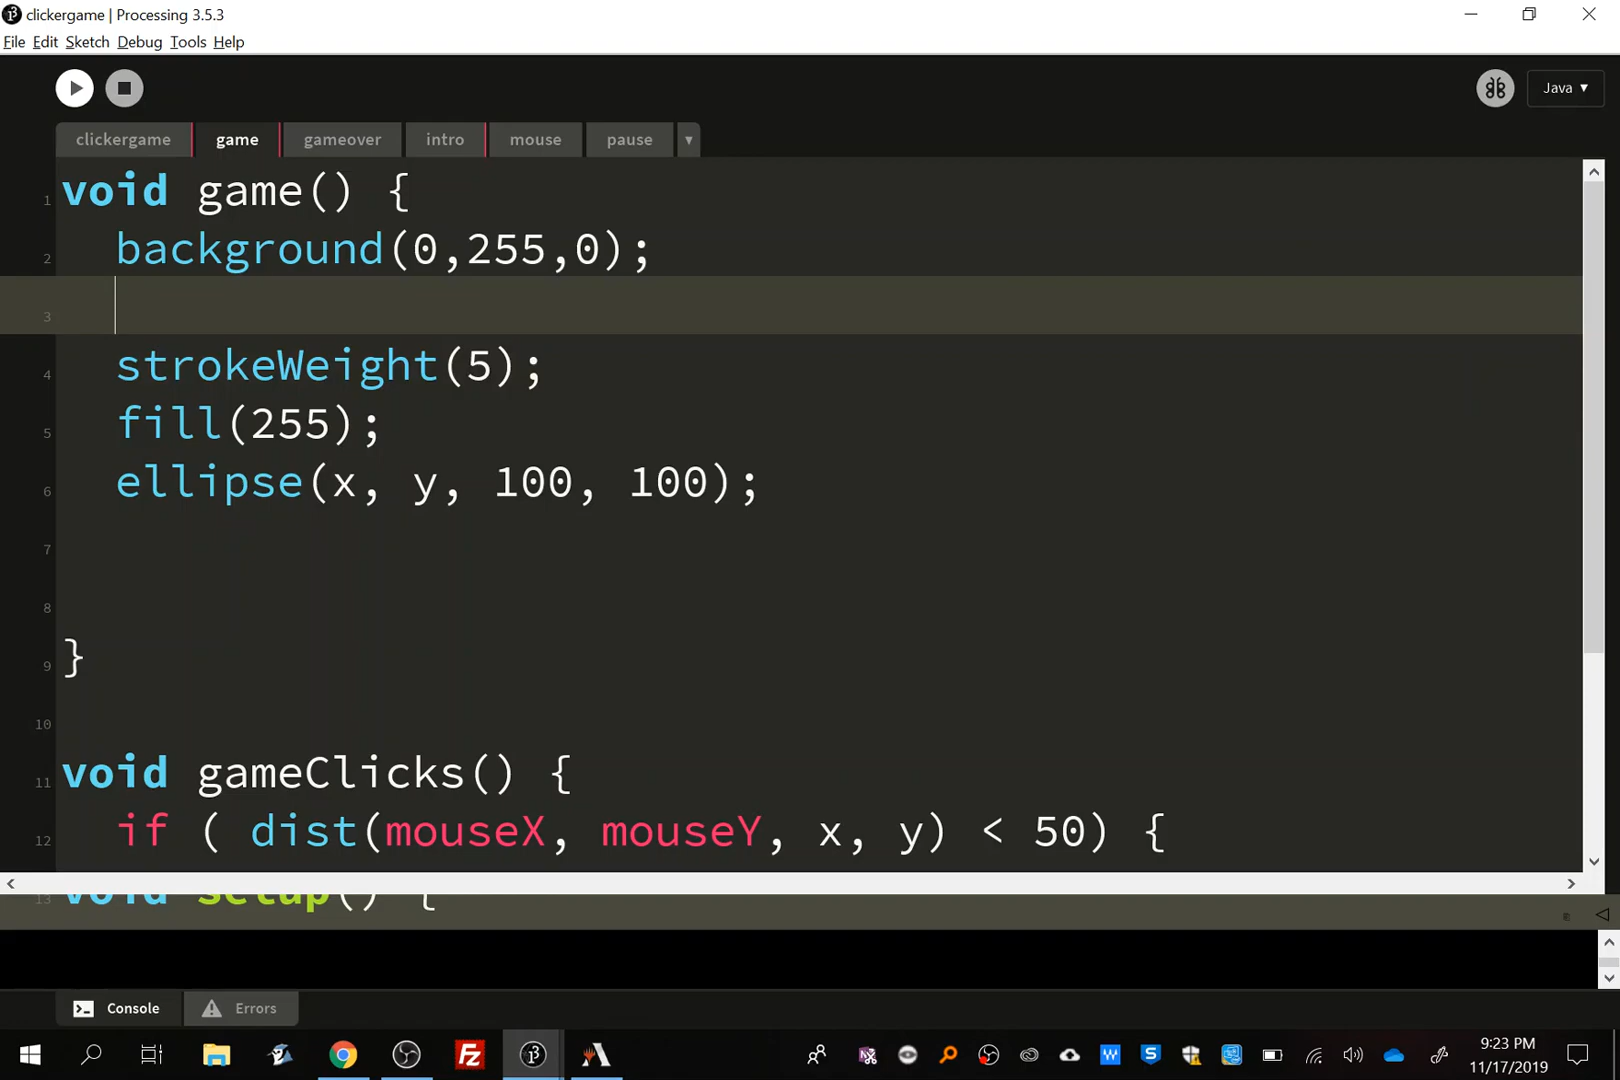 clickergame | Processing 3.5.3
File Edit Sketch Debug Tools Help
Java ▾
clickergame game gameover intro mouse pause ▾
1 void game() {
2 background(0,255,0);
3
4 strokeWeight(5);
5 fill(255);
6 ellipse(x, y, 100, 100);
7
8
9 }
10
11 void gameClicks() {
12 if ( dist(mouseX, mouseY, x, y) < 50) {
13 void setup() {
Console Errors
9:23 PM
11/17/2019